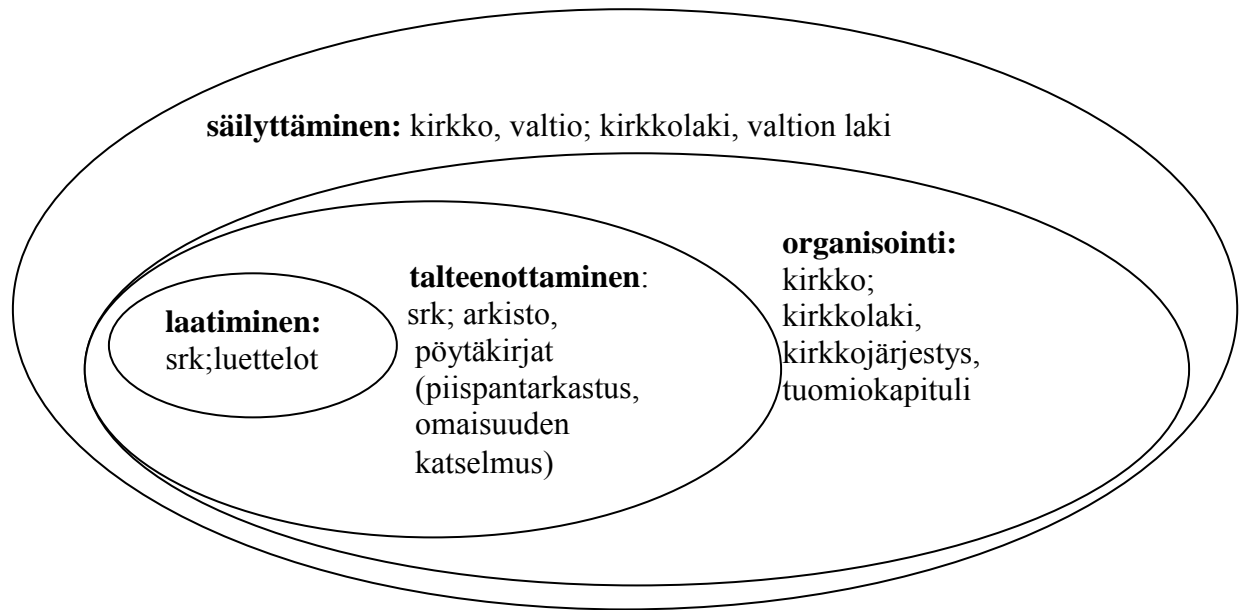 säilyttäminen: kirkko, valtio; kirkkolaki, valtion laki
laatiminen:
srk;luettelot
talteenottaminen:
srk; arkisto,
pöytäkirjat
(piispantarkastus,
omaisuuden
katselmus)
organisointi:
kirkko;
kirkkolaki,
kirkkojärjestys,
tuomiokapituli